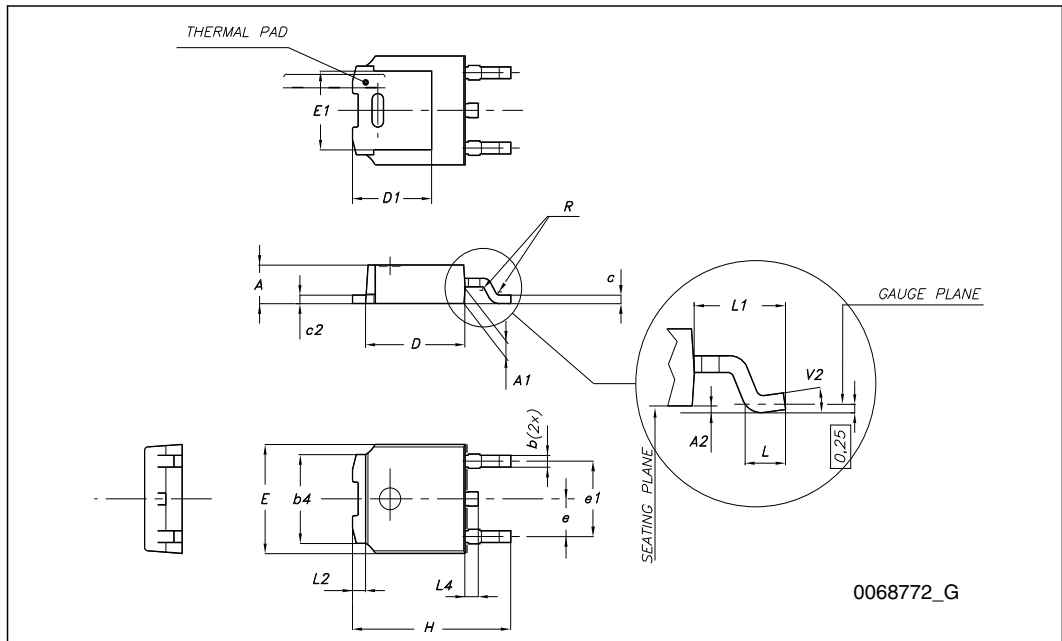 THERMAL PAD
E1
D1
R
A
c
c2
D
A1
L1
GAUGE PLANE
V2
A2
L
0,25
SEATING PLANE
b(2x)
E
b4
e
e1
L2
L4
H
0068772_G